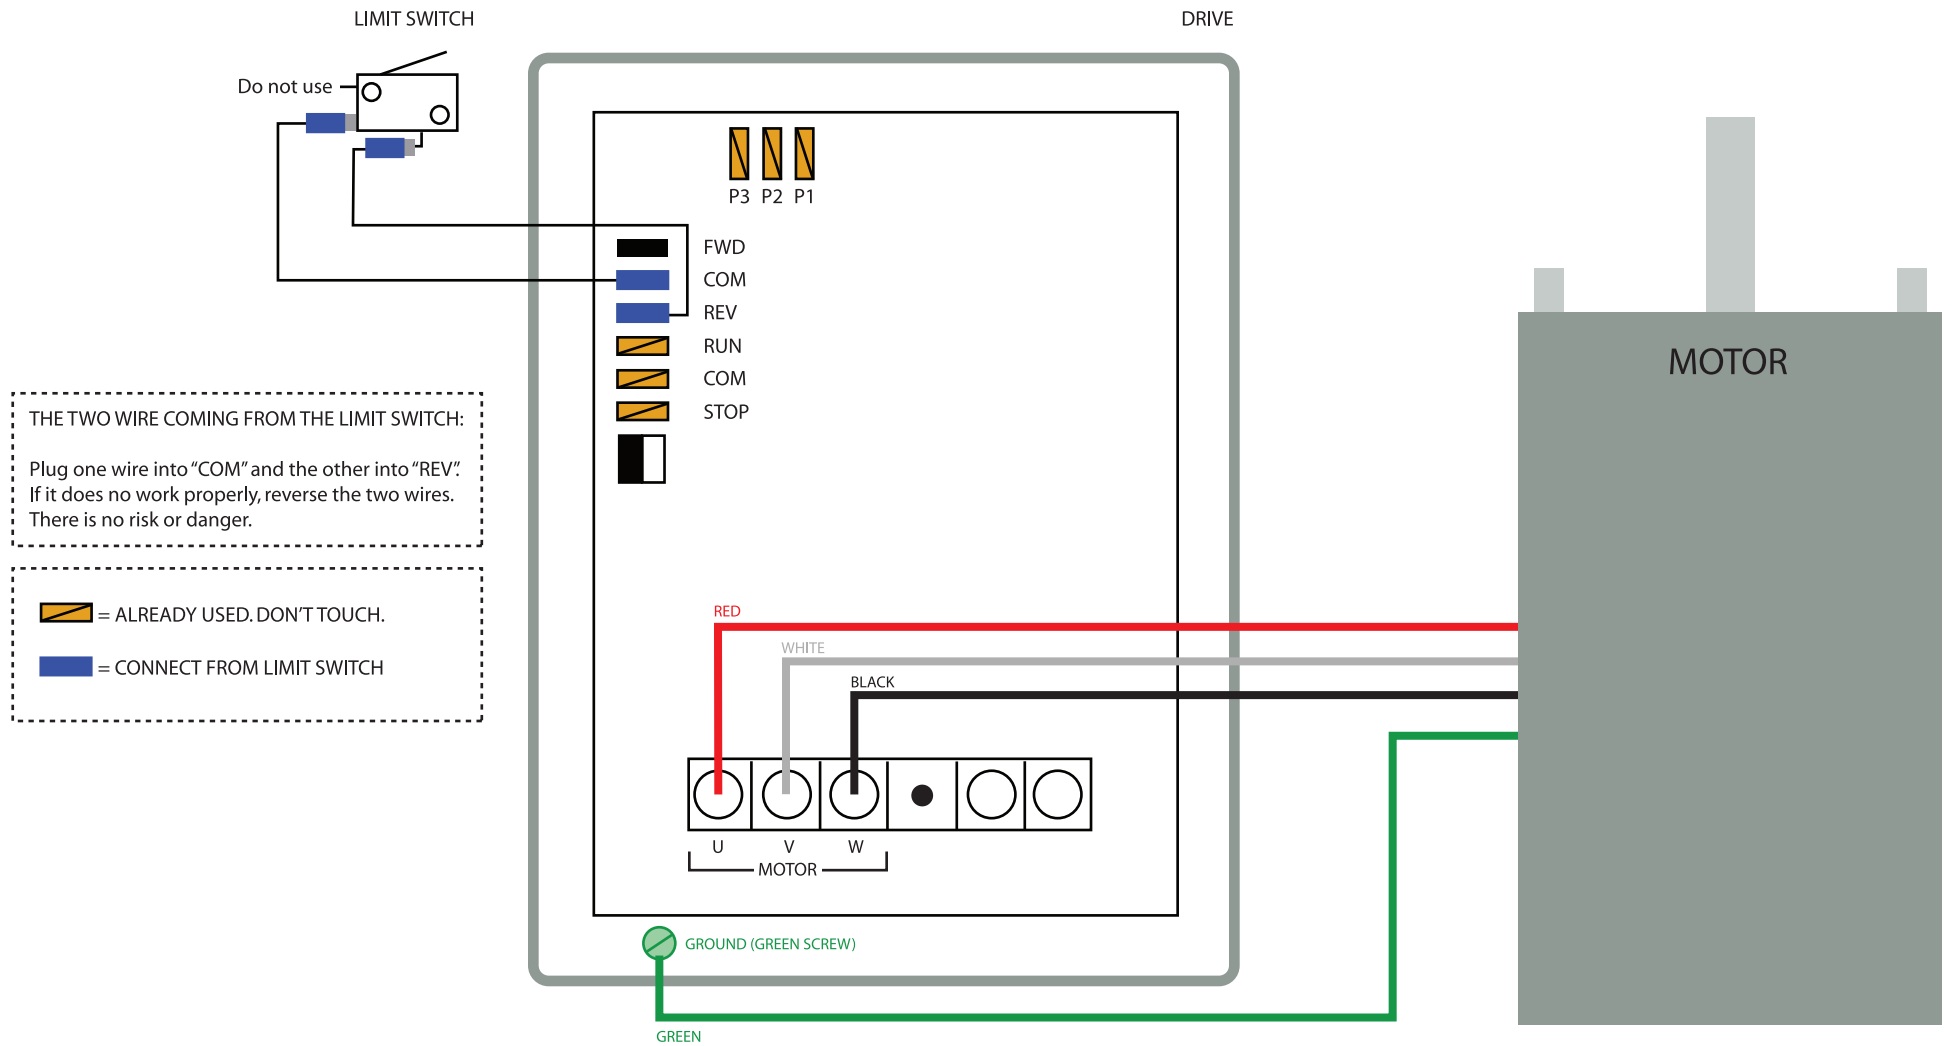 LIMIT SWITCH
DRIVE
Do not use
P3 P2 P1
FWD
COM
REV
RUN
COM
STOP
MOTOR
THE TWO WIRE COMING FROM THE LIMIT SWITCH:
Plug one wire into “COM” and the other into “REV”.
If it does no work properly, reverse the two wires.
There is no risk or danger.
= ALREADY USED. DON'T TOUCH.
= CONNECT FROM LIMIT SWITCH
RED
WHITE
BLACK
U V W
MOTOR
GROUND (GREEN SCREW)
GREEN